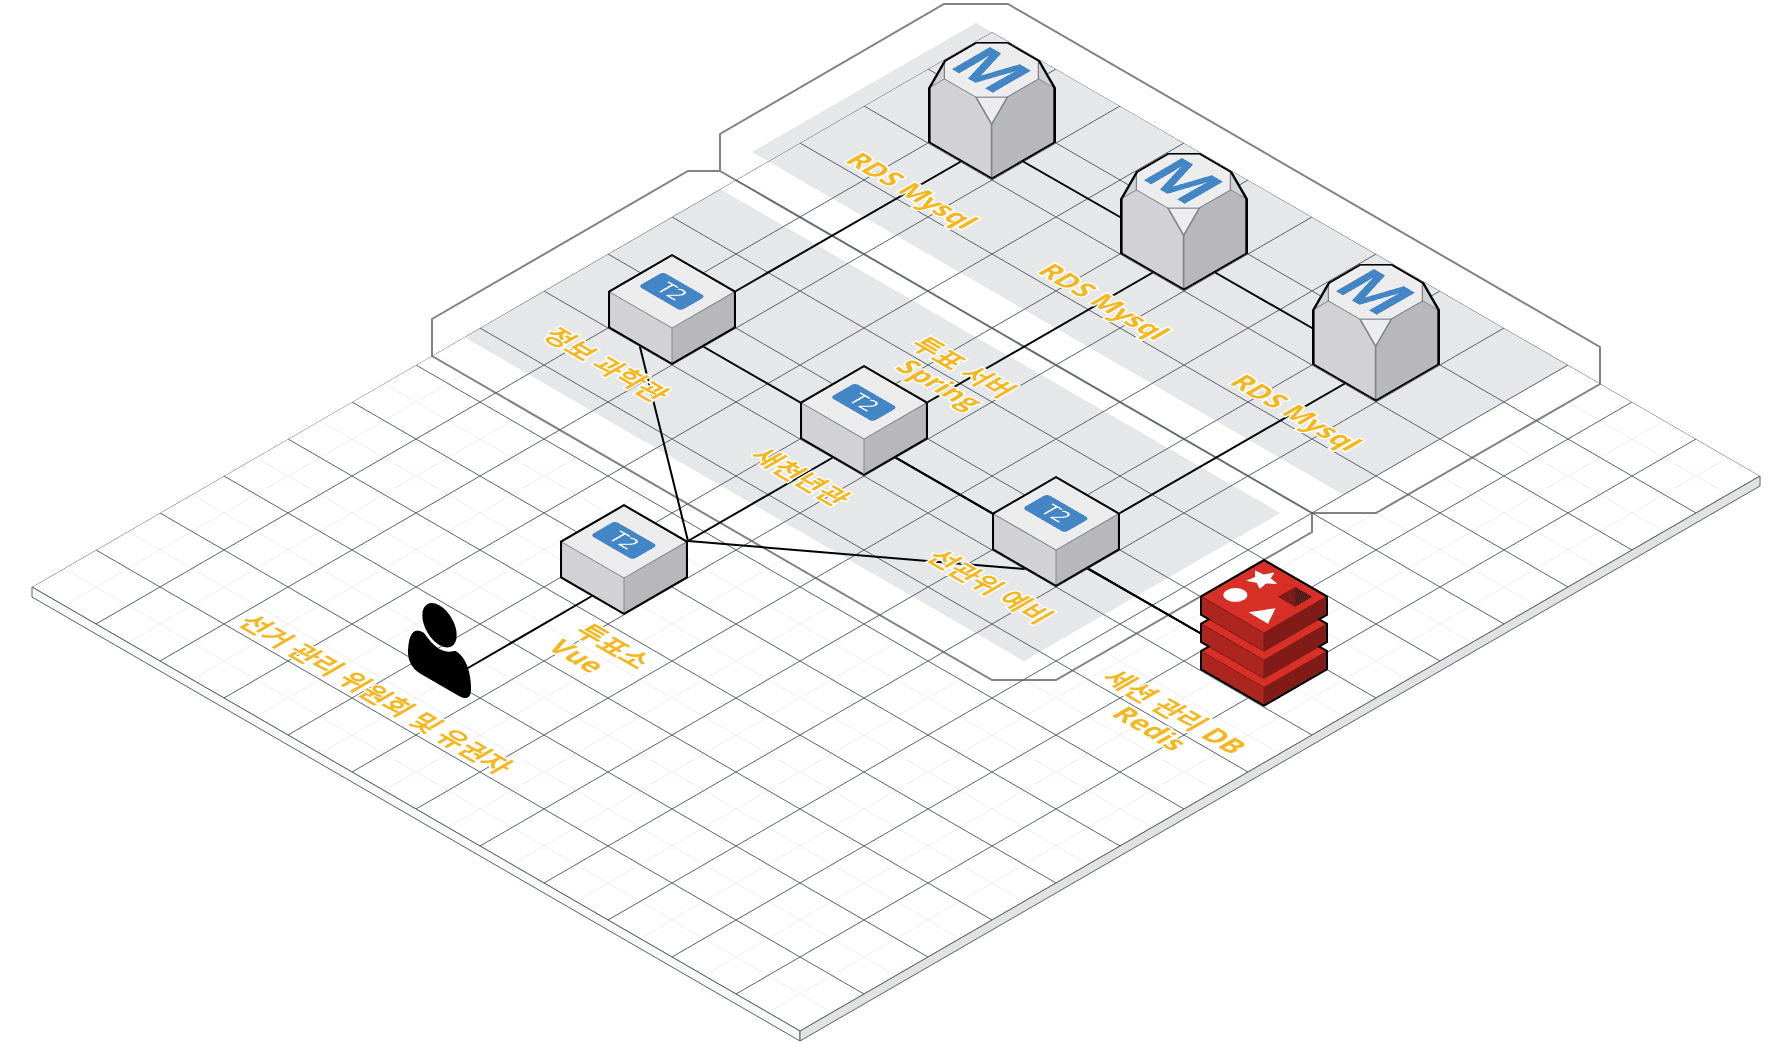 M
RDS Mysql
M
RDS Mysql
M
RDS Mysql
T2
정보 과학관
투표 서버
Spring
T2
새천년관
T2
선관위 예비
T2
투표소
Vue
선거 관리 위원회 및 유권자
세션 관리 DB
Redis